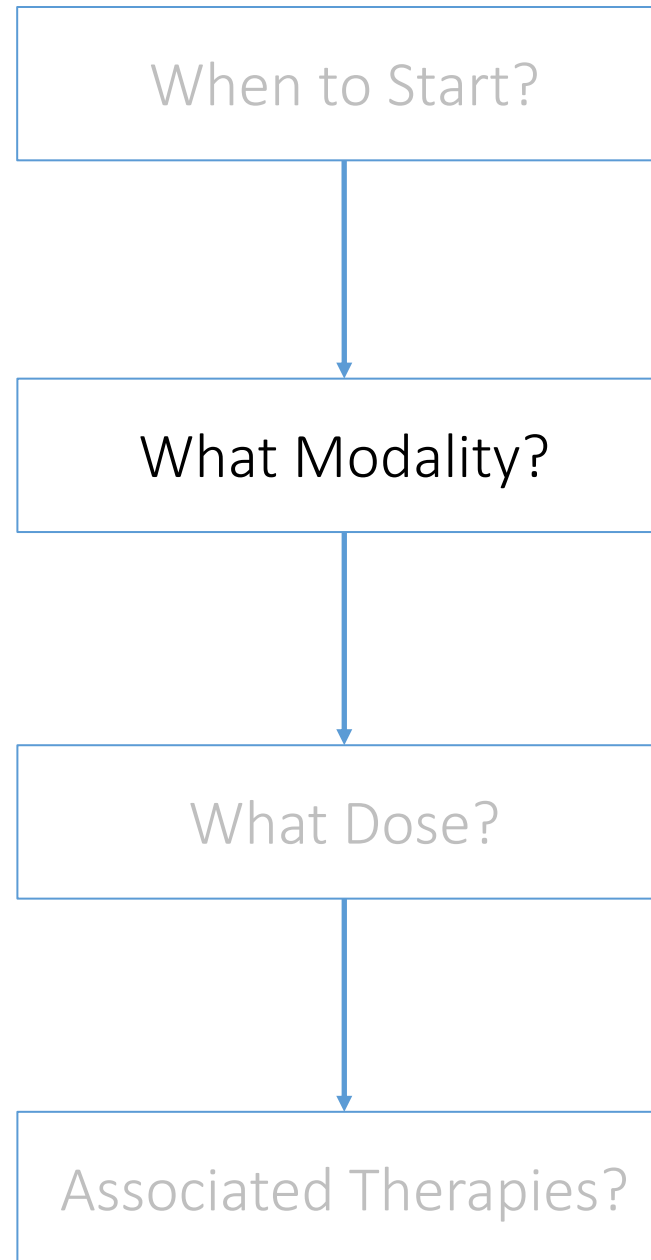 When to Start?
What Modality?
What Dose?
Associated Therapies?